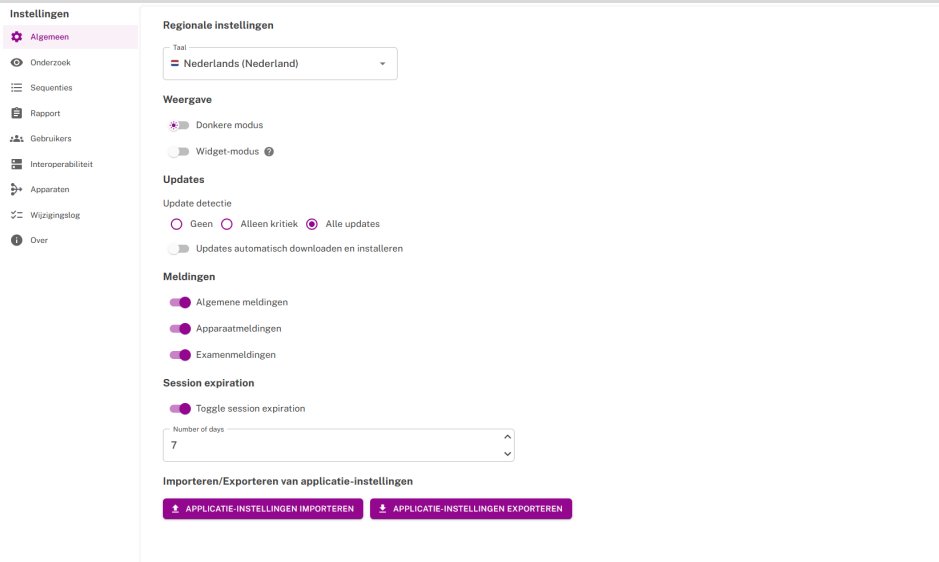 Instellingen
Algemeen
Onderzoek
Sequenties
Rapport
Gebruikers
Interoperabiliteit
Apparaten
Wijzigingslog
Over
Regionale instellingen
Taal
Nederlands (Nederland)
Weergave
Donkere modus
Widget-modus ?
Updates
Update detectie
Geen Alleen kritiek Alle updates
Updates automatisch downloaden en installeren
Meldingen
Algemene meldingen
Apparaatmeldingen
Examenmeldingen
Session expiration
Toggle session expiration
Number of days
7
Importeren/Exporteren van applicatie-instellingen
APPLICATIE-INSTELLINGEN IMPORTEREN APPLICATIE-INSTELLINGEN EXPORTEREN